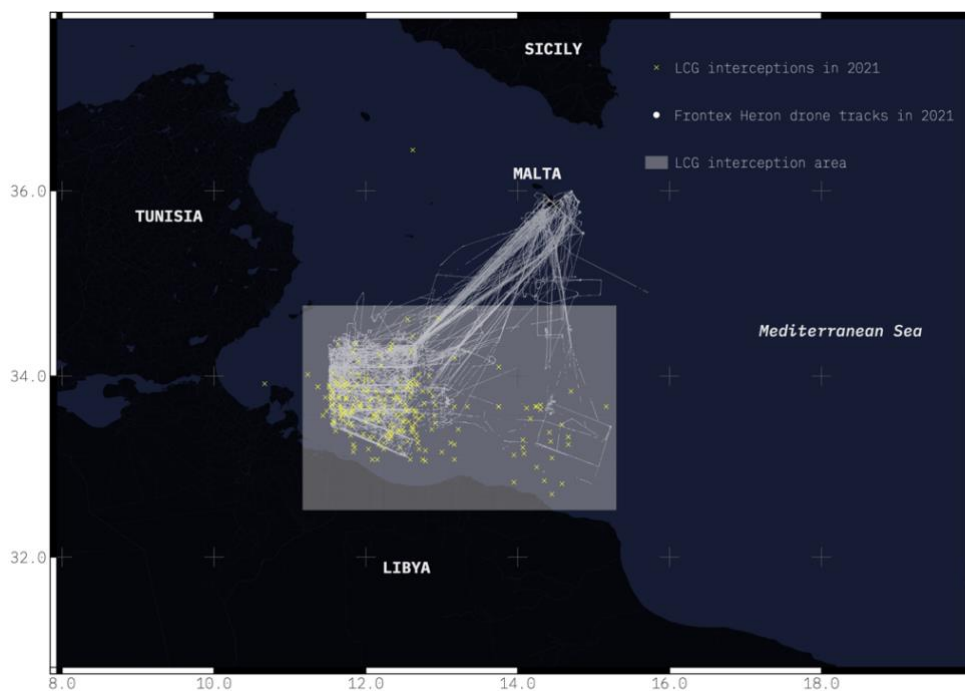 SICILY
× LCG interceptions in 2021
Frontex Heron drone tracks in 2021
LCG interception area
MALTA
36.0
TUNISIA
Mediterranean Sea
34.0
32.0
LIBYA
8.0 10.0 12.0 14.0 16.0 18.0